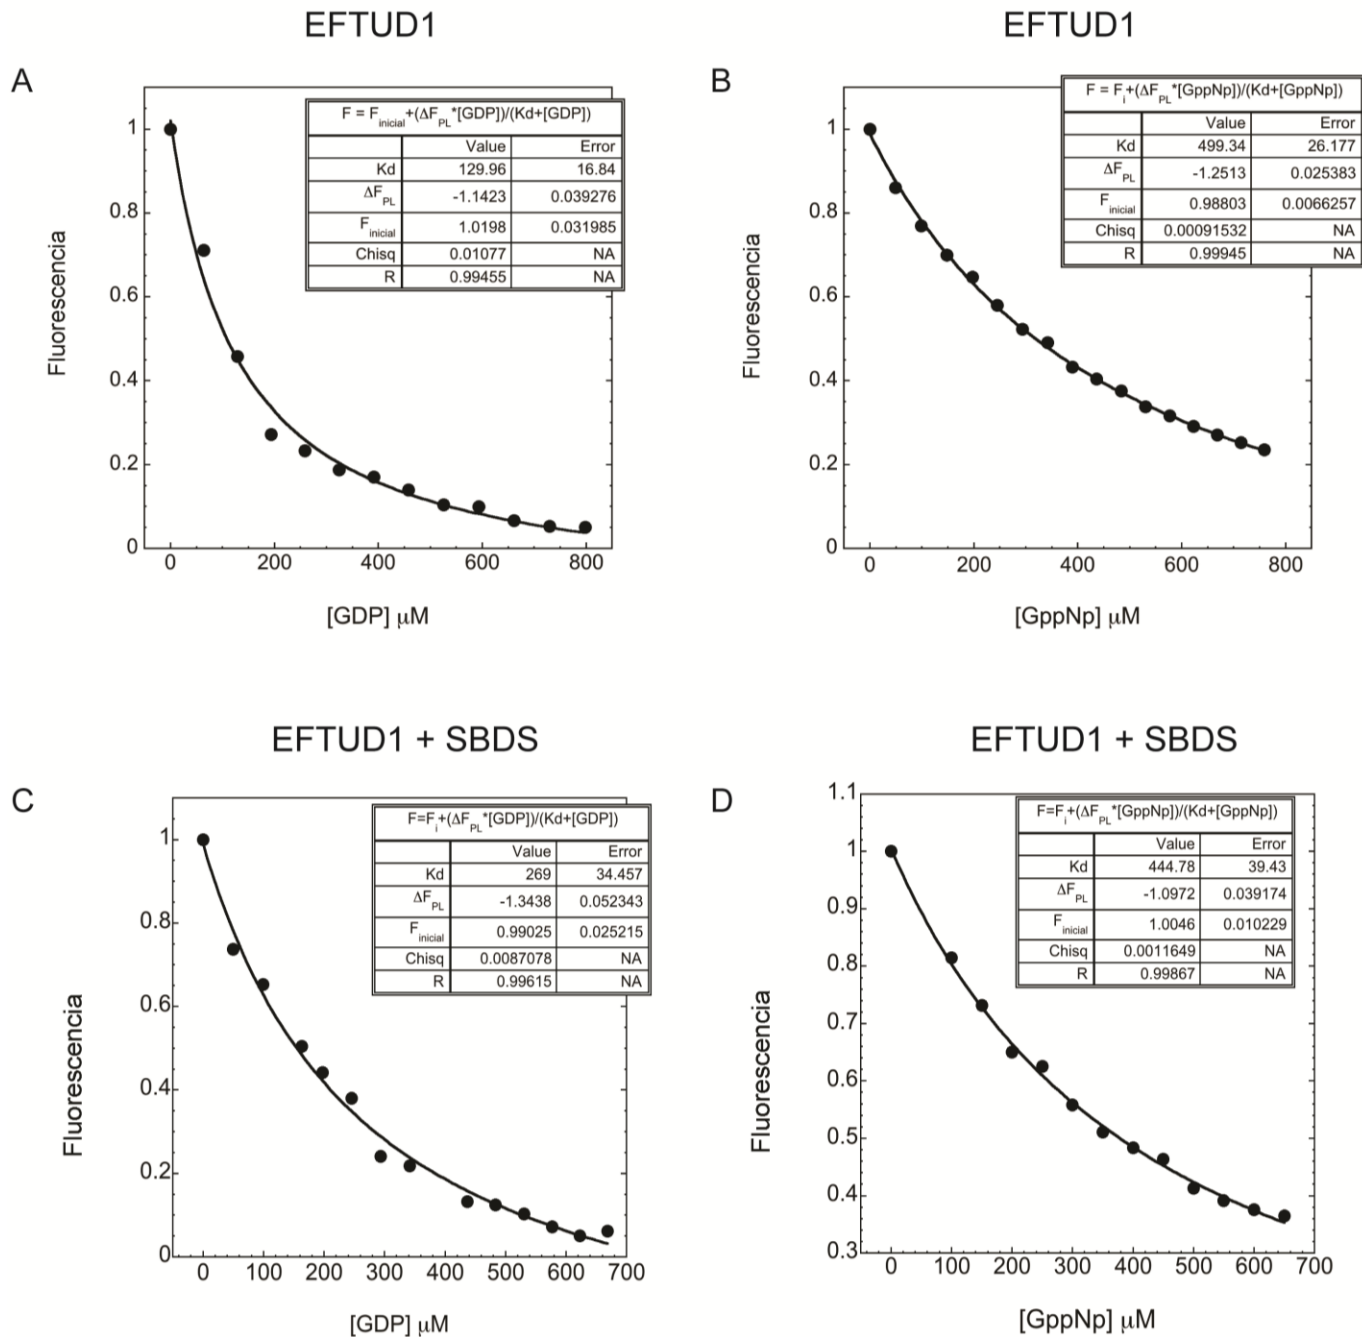 EFTUD1
A
F = F_inicial+(ΔF_PL*[GDP])/(Kd+[GDP])
Value Error
Kd 129.96 16.84
ΔF_PL -1.1423 0.039276
F_inicial 1.0198 0.031985
Chisq 0.01077 NA
R 0.99455 NA
1
0.8
0.6
0.4
0.2
0
Fluorescencia
0 200 400 600 800
[GDP] μM
EFTUD1
B
F = F_i+(ΔF_PL*[GppNp])/(Kd+[GppNp])
Value Error
Kd 499.34 26.177
ΔF_PL -1.2513 0.025383
F_inicial 0.98803 0.0066257
Chisq 0.00091532 NA
R 0.99945 NA
1
0.8
0.6
0.4
0.2
0
Fluorescencia
0 200 400 600 800
[GppNp] μM
EFTUD1 + SBDS
C
F=F_i+(ΔF_PL*[GDP])/(Kd+[GDP])
Value Error
Kd 269 34.457
ΔF_PL -1.3438 0.052343
F_inicial 0.99025 0.025215
Chisq 0.0087078 NA
R 0.99615 NA
1
0.8
0.6
0.4
0.2
0
Fluorescencia
0 100 200 300 400 500 600 700
[GDP] μM
EFTUD1 + SBDS
D
F=F_i+(ΔF_PL*[GppNp])/(Kd+[GppNp])
Value Error
Kd 444.78 39.43
ΔF_PL -1.0972 0.039174
F_inicial 1.0046 0.010229
Chisq 0.0011649 NA
R 0.99867 NA
1.1
1
0.9
0.8
0.7
0.6
0.5
0.4
0.3
Fluorescencia
0 100 200 300 400 500 600 700
[GppNp] μM